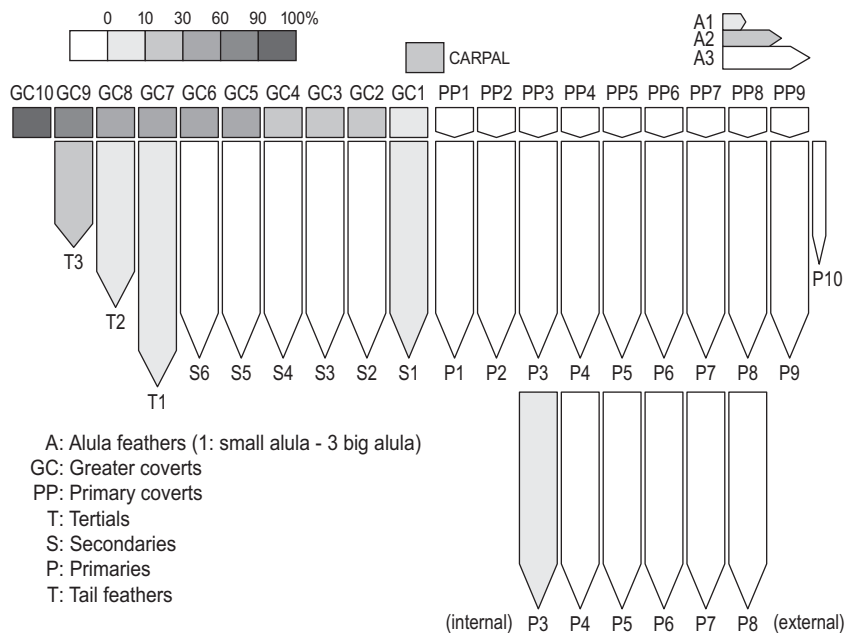 0 10 30 60 90 100%
CARPAL
A1
A2
A3
GC10 GC9 GC8 GC7 GC6 GC5 GC4 GC3 GC2 GC1 PP1 PP2 PP3 PP4 PP5 PP6 PP7 PP8 PP9
T3
P10
T2
S6 S5 S4 S3 S2 S1 P1 P2 P3 P4 P5 P6 P7 P8 P9
T1
A: Alula feathers (1: small alula - 3 big alula)
GC: Greater coverts
PP: Primary coverts
T: Tertials
S: Secondaries
P: Primaries
T: Tail feathers
(internal) P3 P4 P5 P6 P7 P8 (external)